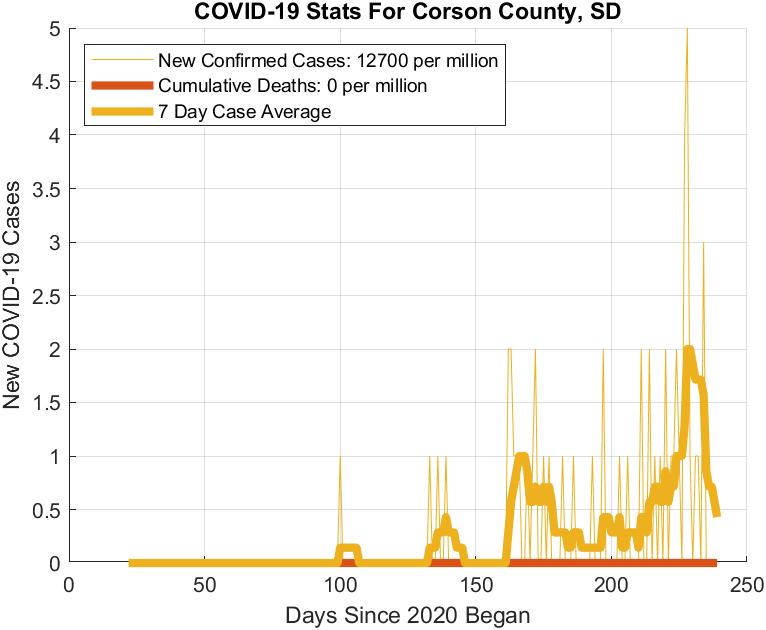 COVID-19 Stats For Corson County, SD
New Confirmed Cases: 12700 per million
Cumulative Deaths: 0 per million
7 Day Case Average
New COVID-19 Cases
5
4.5
4
3.5
3
2.5
2
1.5
1
0.5
0
0 50 100 150 200 250
Days Since 2020 Began